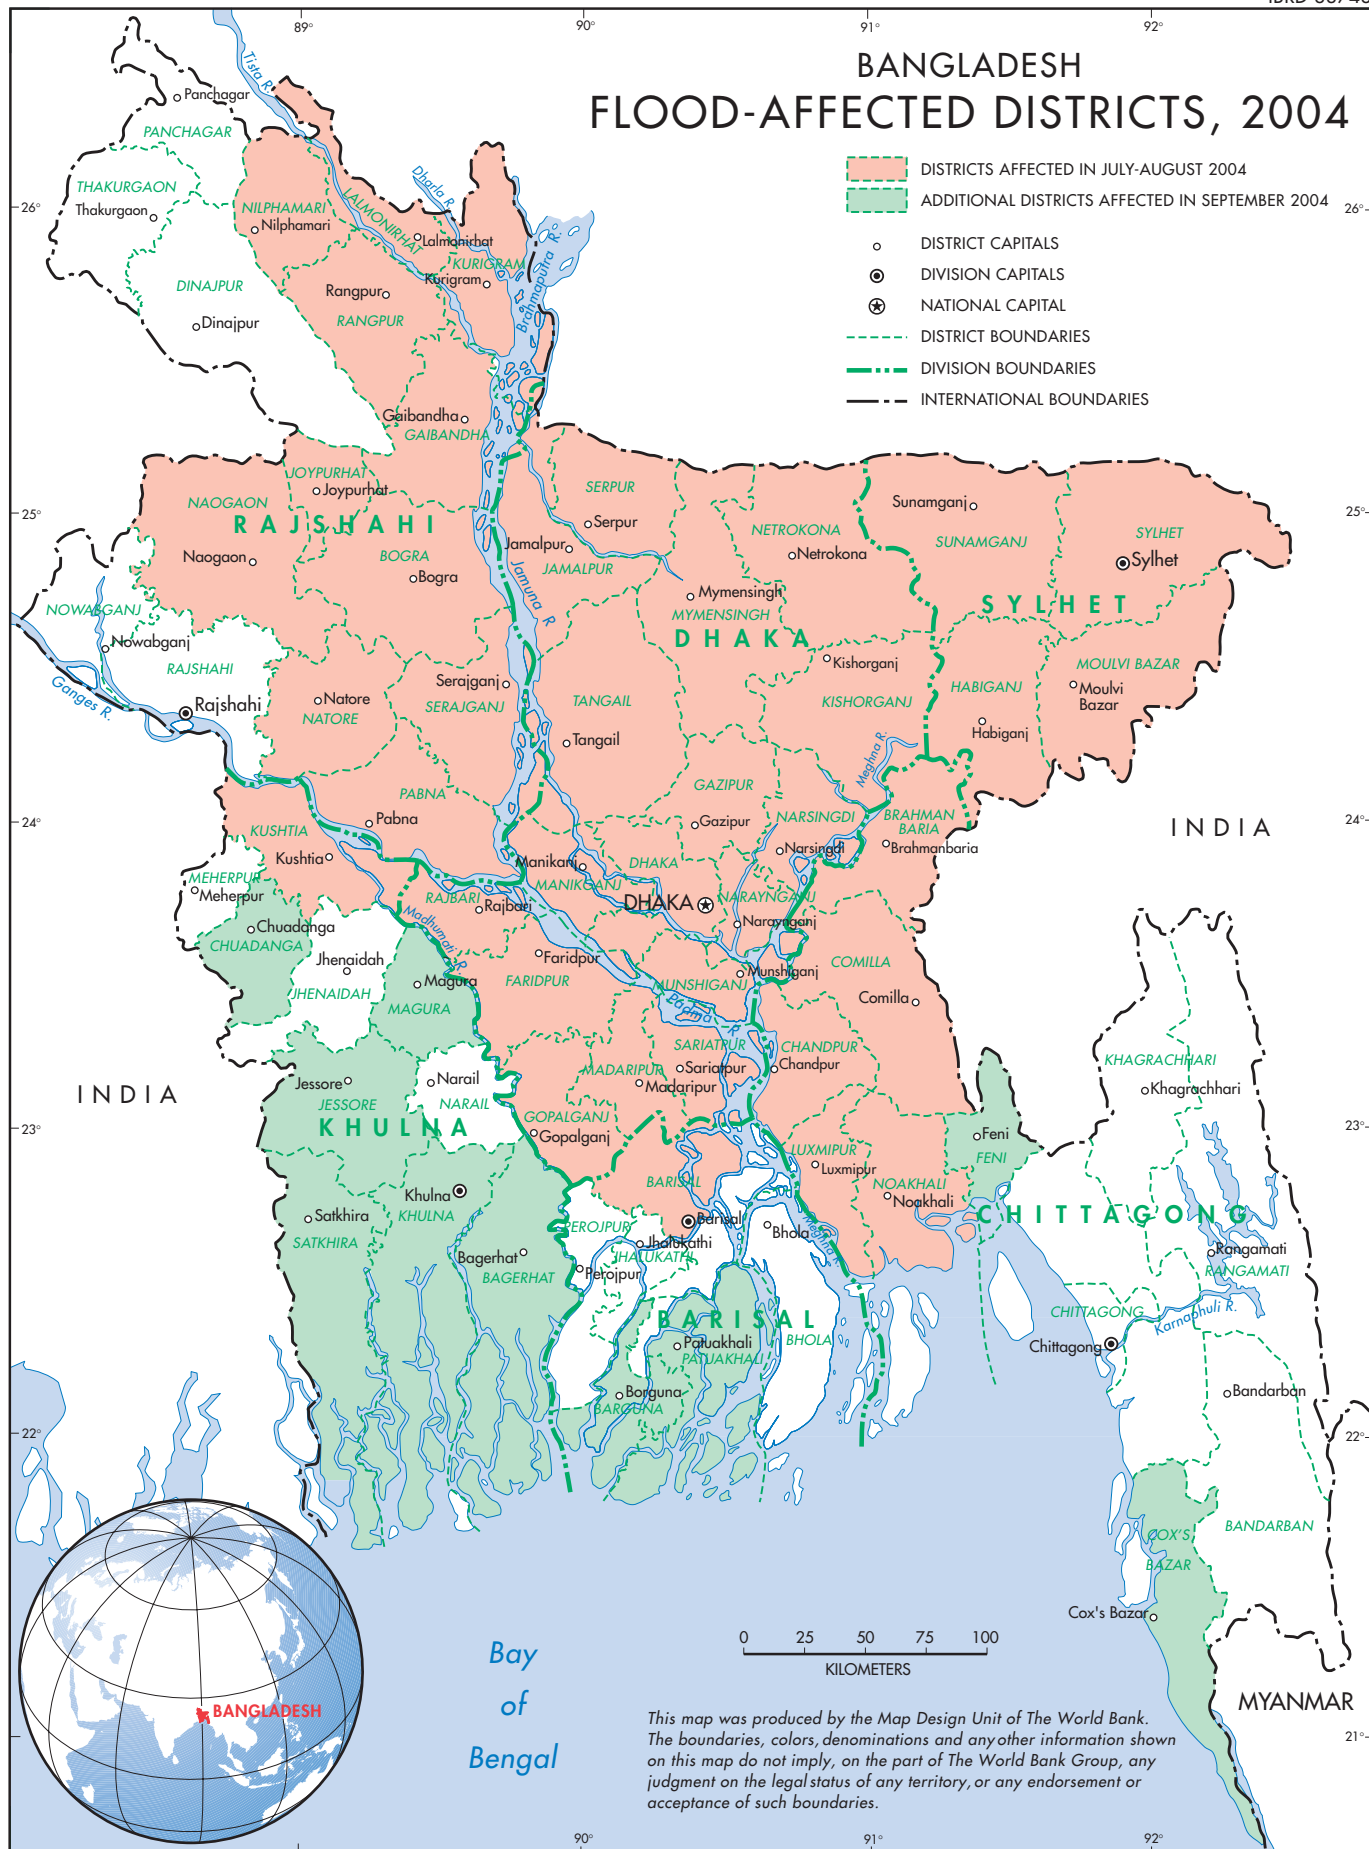 BANGLADESH
FLOOD-AFFECTED DISTRICTS, 2004
DISTRICTS AFFECTED IN JULY-AUGUST 2004
ADDITIONAL DISTRICTS AFFECTED IN SEPTEMBER 2004
DISTRICT CAPITALS
DIVISION CAPITALS
NATIONAL CAPITAL
DISTRICT BOUNDARIES
DIVISION BOUNDARIES
INTERNATIONAL BOUNDARIES
89°
90°
91°
92°
Tista R.
Panchagar
PANCHAGAR
THAKURGAON
Thakurgaon
26°
26°
NILPHAMARI
Nilphamari
LALMONIRHAT
Lalmonirhat
Dharla R.
KURIGRAM
Kurigram
Brahmaputra R.
DINAJPUR
Dinajpur
Rangpur
RANGPUR
Gaibandha
GAIBANDHA
JOYPURHAT
Joypurhat
NAOGAON
RAJSHAHI
Naogaon
BOGRA
Bogra
25°
25°
SERPUR
Serpur
Jamalpur
JAMALPUR
Jamuna R.
NETROKONA
Netrokona
Mymensingh
MYMENSINGH
DHAKA
Sunamganj
SUNAMGANJ
SYLHET
Sylhet
SYLHET
NOWABGANJ
Nowabganj
RAJSHAHI
Rajshahi
Ganges R.
Natore
NATORE
Serajganj
SERAJGANJ
TANGAIL
Tangail
Kishorganj
KISHORGANJ
HABIGANJ
Habiganj
MOULVI BAZAR
Moulvi
Bazar
Meghna R.
PABNA
Pabna
GAZIPUR
Gazipur
NARSINGDI
Narsingdi
BRAHMAN
BARIA
Brahmanbaria
24°
24°
INDIA
KUSHTIA
Kushtia
MEHERPUR
Meherpur
Manikanj
MANIKGANJ
DHAKA
DHAKA
NARAYNGANJ
Naraynganj
RAJBARI
Rajbari
Madhumati R.
Chuadanga
CHUADANGA
Jhenaidah
JHENAIDAH
Magura
MAGURA
Faridpur
FARIDPUR
MUNSHIGANJ
Munshiganj
Padma R.
COMILLA
Comilla
SARIATPUR
Sariatpur
MADARIPUR
Madaripur
CHANDPUR
Chandpur
INDIA
Jessore
JESSORE
Narail
NARAIL
KHULNA
GOPALGANJ
Gopalganj
23°
23°
KHAGRACHHARI
Khagrachhari
Feni
FENI
LUXMIPUR
Luxmipur
NOAKHALI
Noakhali
BARISAL
Barisal
Khulna
KHULNA
Satkhira
SATKHIRA
Bagerhat
BAGERHAT
PEROJPUR
Perojpur
Jhalukathi
JHALUKATHI
Bhola
Meghna R.
CHITTAGONG
Rangamati
RANGAMATI
BARISAL
BHOLA
Patuakhali
PATUAKHALI
Borguna
BARGUNA
CHITTAGONG
Chittagong
Karnaphuli R.
Bandarban
22°
22°
BANDARBAN
COX'S
BAZAR
Cox's Bazar
Bay
of
Bengal
0 25 50 75 100
KILOMETERS
MYANMAR
BANGLADESH
21°
This map was produced by the Map Design Unit of The World Bank.
The boundaries, colors, denominations and any other information shown
on this map do not imply, on the part of The World Bank Group, any
judgment on the legal status of any territory, or any endorsement or
acceptance of such boundaries.
90°
91°
92°